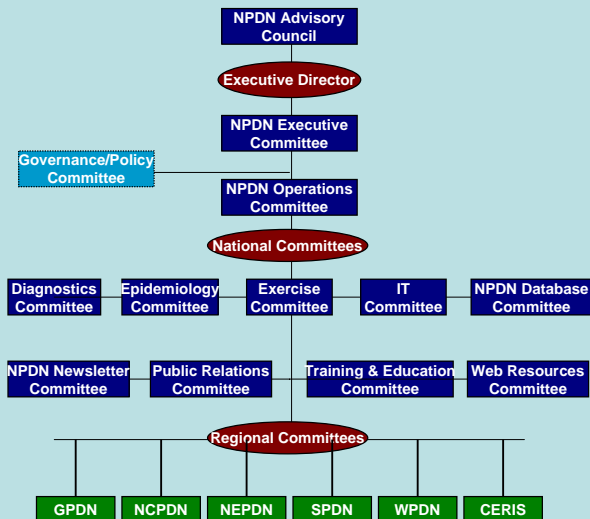 NPDN Advisory
Council
Executive Director
NPDN Executive
Committee
Governance/Policy
Committee
NPDN Operations
Committee
National Committees
Diagnostics
Committee
Epidemiology
Committee
Exercise
Committee
IT
Committee
NPDN Database
Committee
NPDN Newsletter
Committee
Public Relations
Committee
Training & Education
Committee
Web Resources
Committee
Regional Committees
GPDN
NCPDN
NEPDN
SPDN
WPDN
CERIS